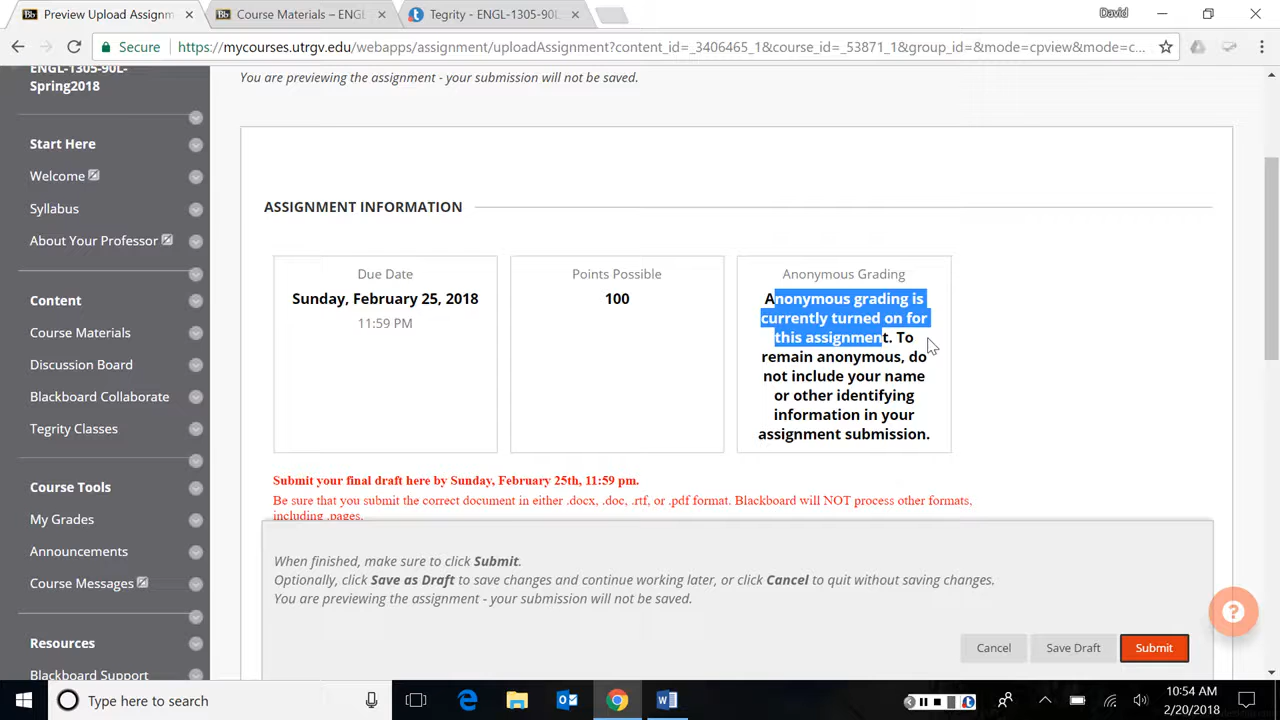 Preview Upload Assignm
Course Materials – ENGL
Tegrity - ENGL-1305-90L-
David
Secure
https://mycourses.utrgv.edu/webapps/assignment/uploadAssignment?content_id=_3406465_1&course_id=_53871_1&group_id=&mode=cpview&mode=c...
ENGL-1305-90L-
Spring2018
Start Here
Welcome
Syllabus
About Your Professor
Content
Course Materials
Discussion Board
Blackboard Collaborate
Tegrity Classes
Course Tools
My Grades
Announcements
Course Messages
Resources
Blackboard Support
You are previewing the assignment - your submission will not be saved.
ASSIGNMENT INFORMATION
Due Date
Sunday, February 25, 2018
11:59 PM
Points Possible
100
Anonymous Grading
Anonymous grading is
currently turned on for
this assignment. To
remain anonymous, do
not include your name
or other identifying
information in your
assignment submission.
Submit your final draft here by Sunday, February 25th, 11:59 pm.
Be sure that you submit the correct document in either .docx, .doc, .rtf, or .pdf format. Blackboard will NOT process other formats,
including .pages.
When finished, make sure to click Submit.
Optionally, click Save as Draft to save changes and continue working later, or click Cancel to quit without saving changes.
You are previewing the assignment - your submission will not be saved.
Cancel
Save Draft
Submit
Type here to search
10:54 AM
2/20/2018